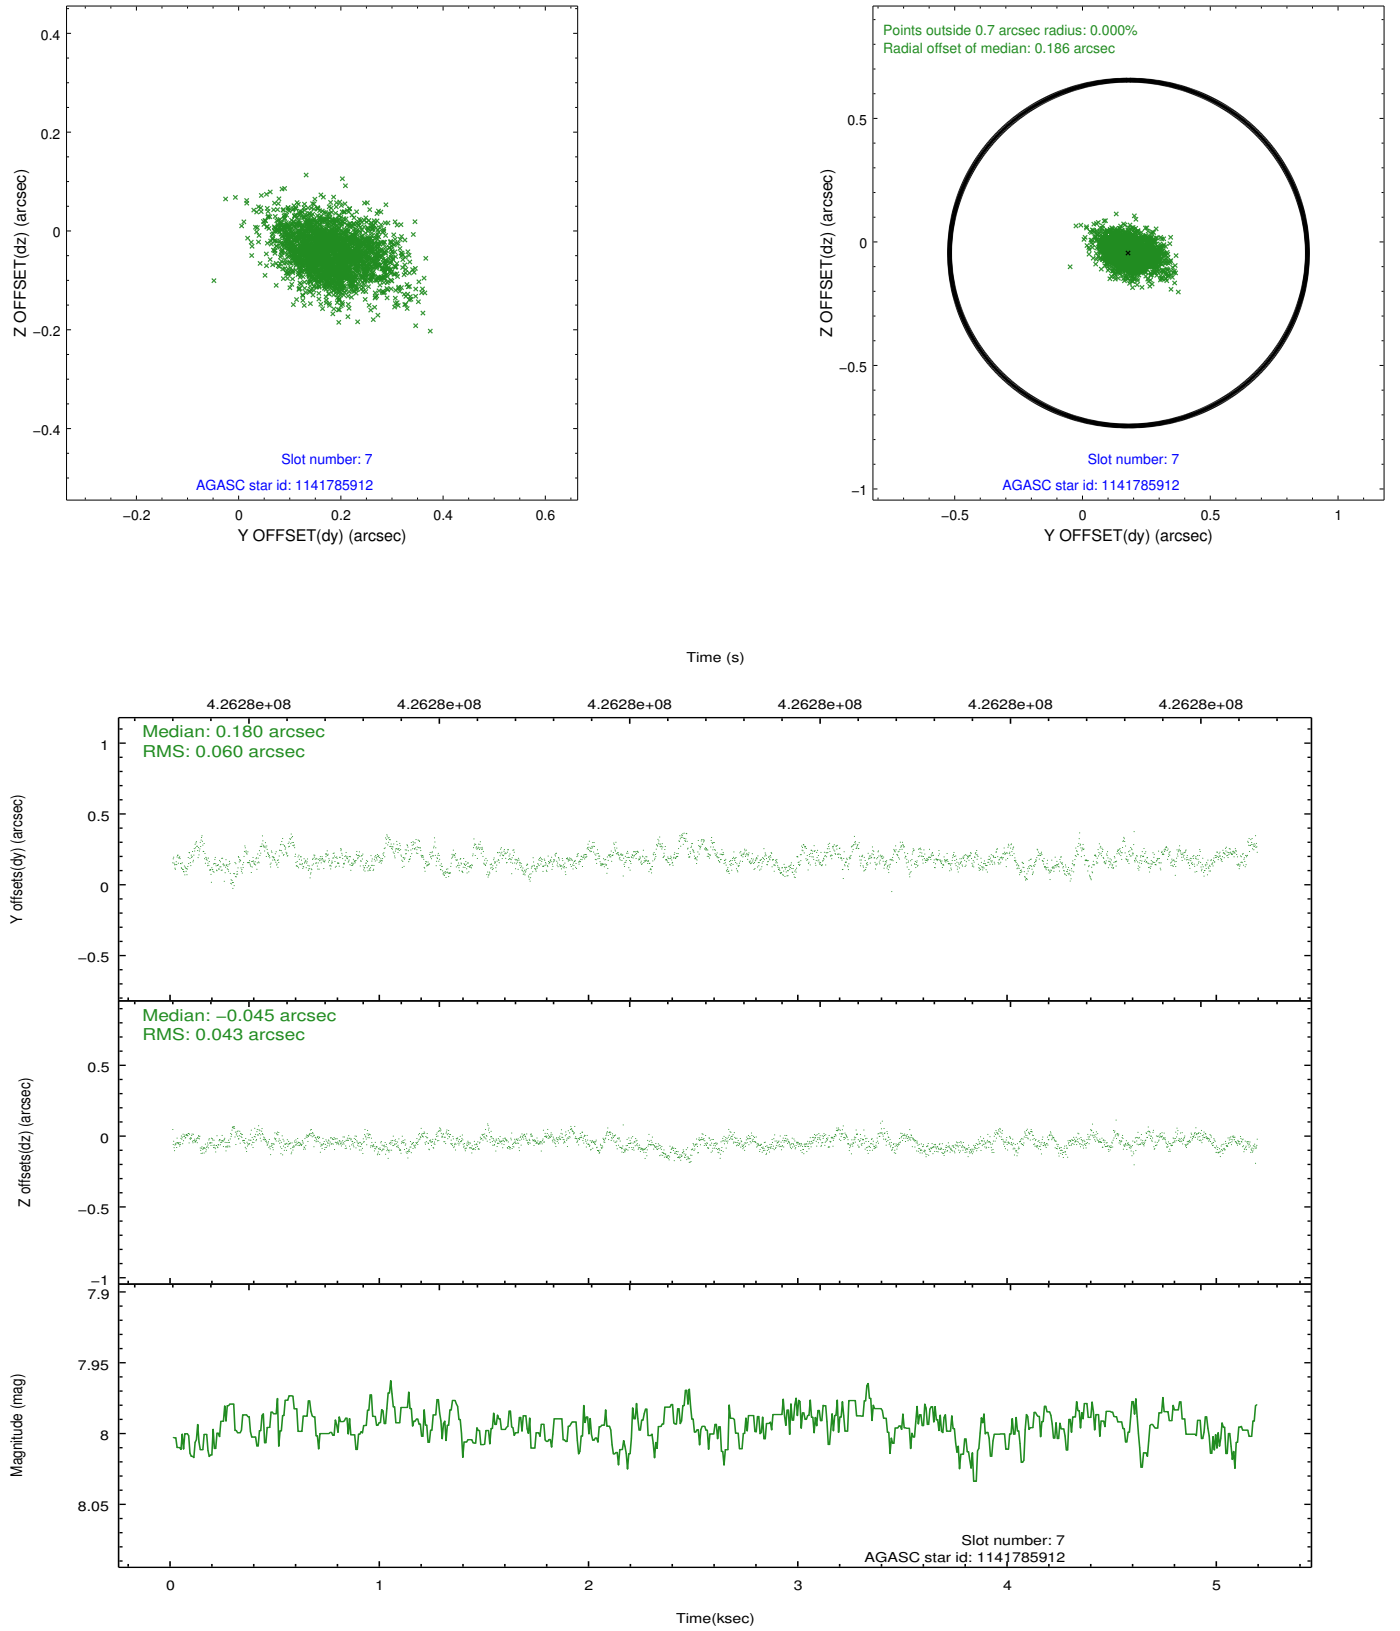 0.4
0.2
0
−0.2
−0.4
Z OFFSET(dz) (arcsec)
Slot number: 7
AGASC star id: 1141785912
−0.2 0 0.2 0.4 0.6
Y OFFSET(dy) (arcsec)
Points outside 0.7 arcsec radius: 0.000%
Radial offset of median: 0.186 arcsec
0.5
0
−0.5
−1
Z OFFSET(dz) (arcsec)
Slot number: 7
AGASC star id: 1141785912
−0.5 0 0.5 1
Y OFFSET(dy) (arcsec)
Time (s)
4.2628e+08 4.2628e+08 4.2628e+08 4.2628e+08 4.2628e+08 4.2628e+08
Median: 0.180 arcsec
RMS: 0.060 arcsec
1
0.5
0
−0.5
Y offsets(dy) (arcsec)
Median: −0.045 arcsec
RMS: 0.043 arcsec
0.5
0
−0.5
−1
Z offsets(dz) (arcsec)
7.9
7.95
8
8.05
Magnitude (mag)
Slot number: 7
AGASC star id: 1141785912
0 1 2 3 4 5
Time(ksec)